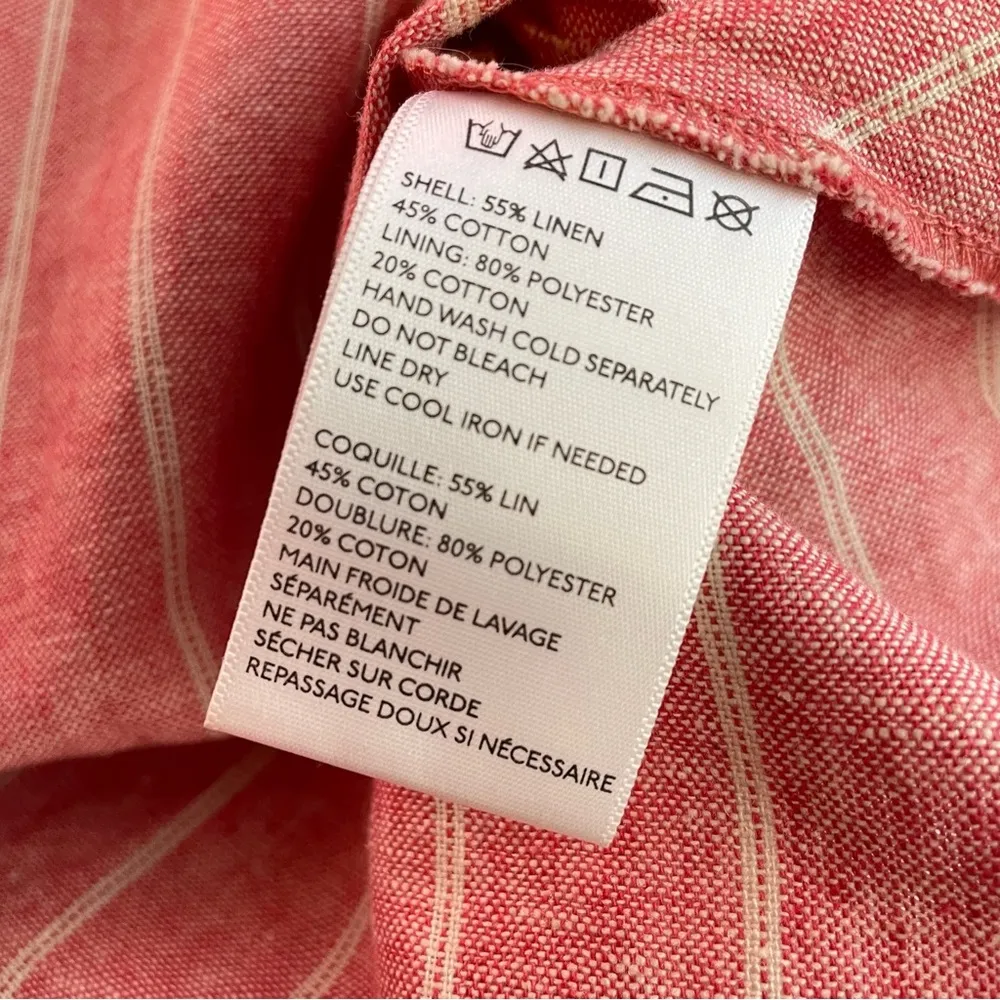 SHELL: 55% LINEN
45% COTTON
LINING: 80% POLYESTER
20% COTTON
HAND WASH COLD SEPARATELY
DO NOT BLEACH
LINE DRY
USE COOL IRON IF NEEDED
COQUILLE: 55% LIN
45% COTON
DOUBLURE: 80% POLYESTER
20% COTON
MAIN FROIDE DE LAVAGE
SÉPARÉMENT
NE PAS BLANCHIR
SÉCHER SUR CORDE
REPASSAGE DOUX SI NÉCESSAIRE